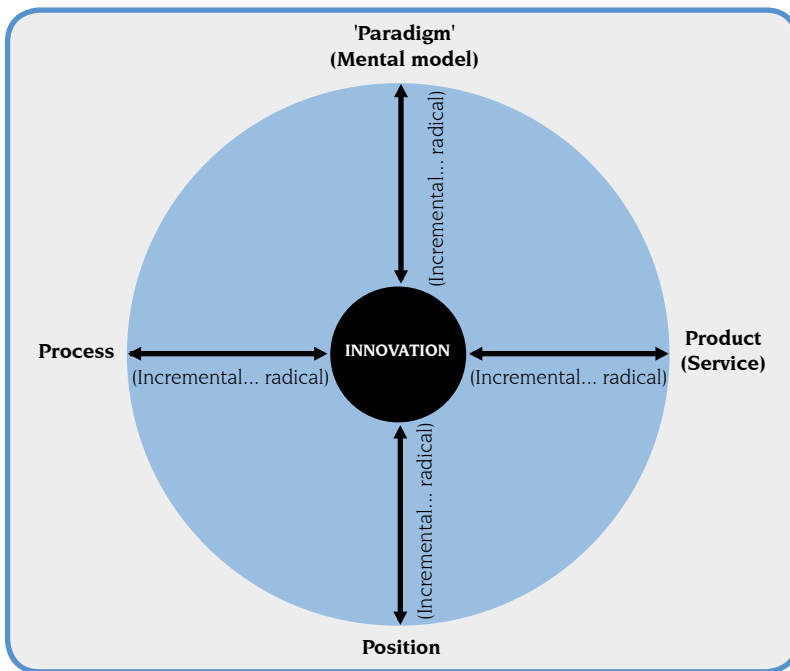 'Paradigm'
(Mental model)
(Incremental... radical)
Process
INNOVATION
Product
(Service)
(Incremental... radical)
(Incremental... radical)
(Incremental... radical)
Position